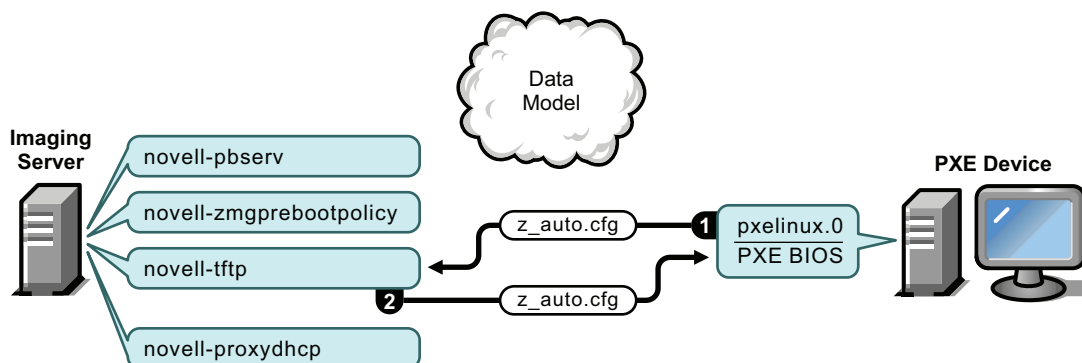 Data
Model
Imaging
Server
novell-pbserv
novell-zmgprebootpolicy
novell-tftp
novell-proxydhcp
z_auto.cfg
1
2
z_auto.cfg
pxelinux.0
PXE BIOS
PXE Device